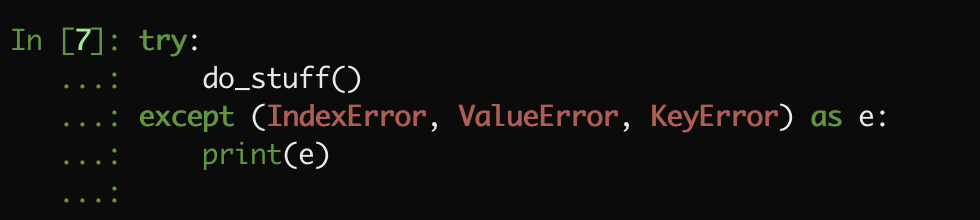 In [7]: try:
   ...:     do_stuff()
   ...: except (IndexError, ValueError, KeyError) as e:
   ...:     print(e)
   ...: